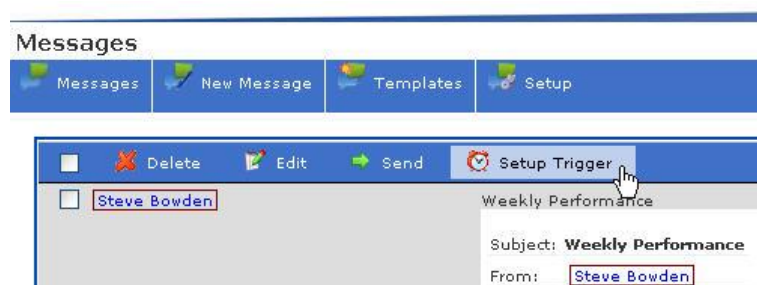 Messages
Messages New Message Templates Setup
Delete Edit Send Setup Trigger
Steve Bowden Weekly Performance
Subject: Weekly Performance
From: Steve Bowden